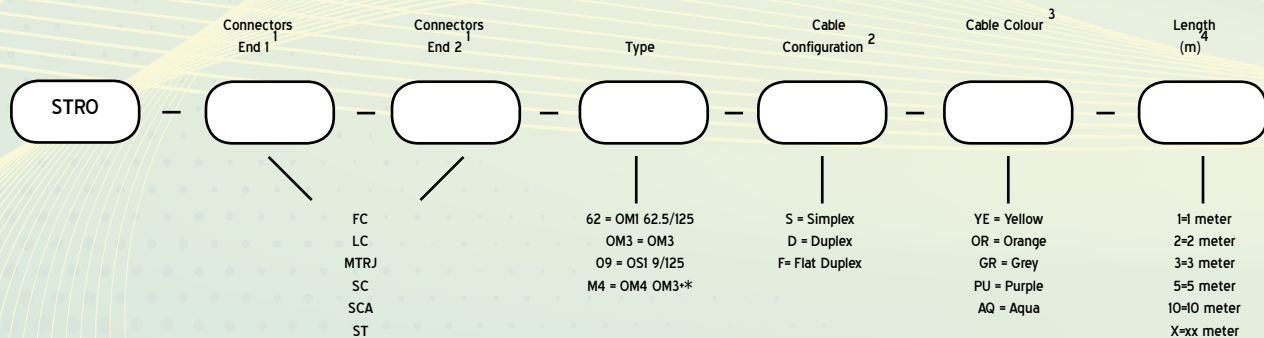 Connectors
End 1 1
Connectors
End 2 1
Type
Cable
Configuration 2
Cable Colour 3
Length
(m) 4
STRO – – – – – –
FC
LC
MTRJ
SC
SCA
ST
62 = OM1 62.5/125
OM3 = OM3
09 = OS1 9/125
M4 = OM4 OM3+*
S = Simplex
D = Duplex
F= Flat Duplex
YE = Yellow
OR = Orange
GR = Grey
PU = Purple
AQ = Aqua
1=1 meter
2=2 meter
3=3 meter
5=5 meter
10=10 meter
X=xx meter